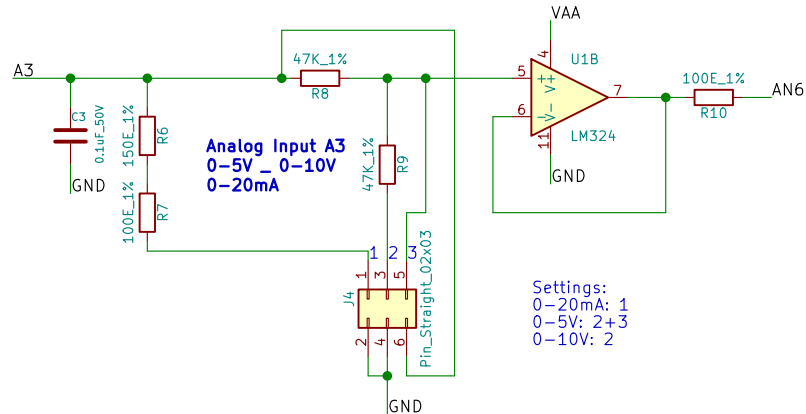 VAA
A3
47K_1%
R8
4
U1B
5
V+
+
7
100E_1%
R10
AN6
6
V-
-
11
LM324
GND
C3
0.1uF_50V
GND
150E_1%
R6
Analog Input A3
0-5V _ 0-10V
0-20mA
47K_1%
R9
100E_1%
R7
1 2 3
1 3 5
J4
2 4 6
Pin_Straight_02x03
GND
Settings:
0-20mA: 1
0-5V: 2+3
0-10V: 2